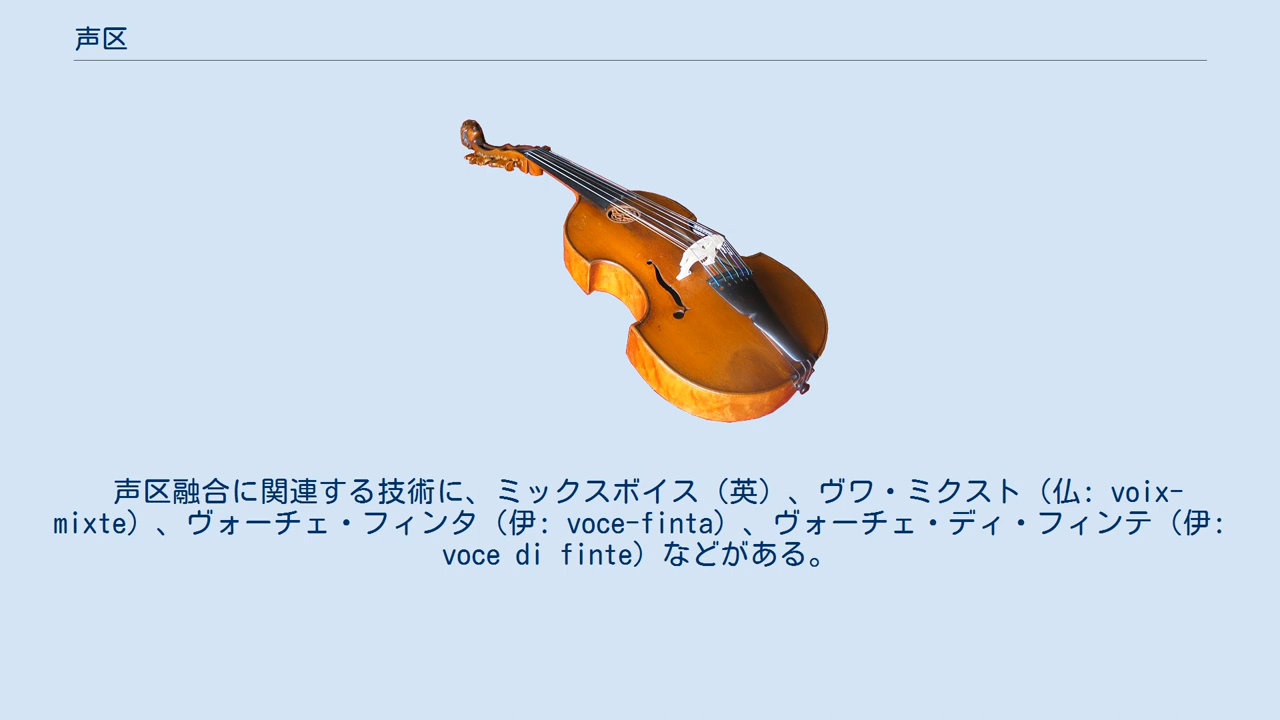 声区
声区融合に関連する技術に、ミックスボイス（英）、ヴワ・ミクスト（仏: voix-
mixte）、ヴォーチェ・フィンタ（伊: voce-finta）、ヴォーチェ・ディ・フィンテ（伊:
voce di finte）などがある。